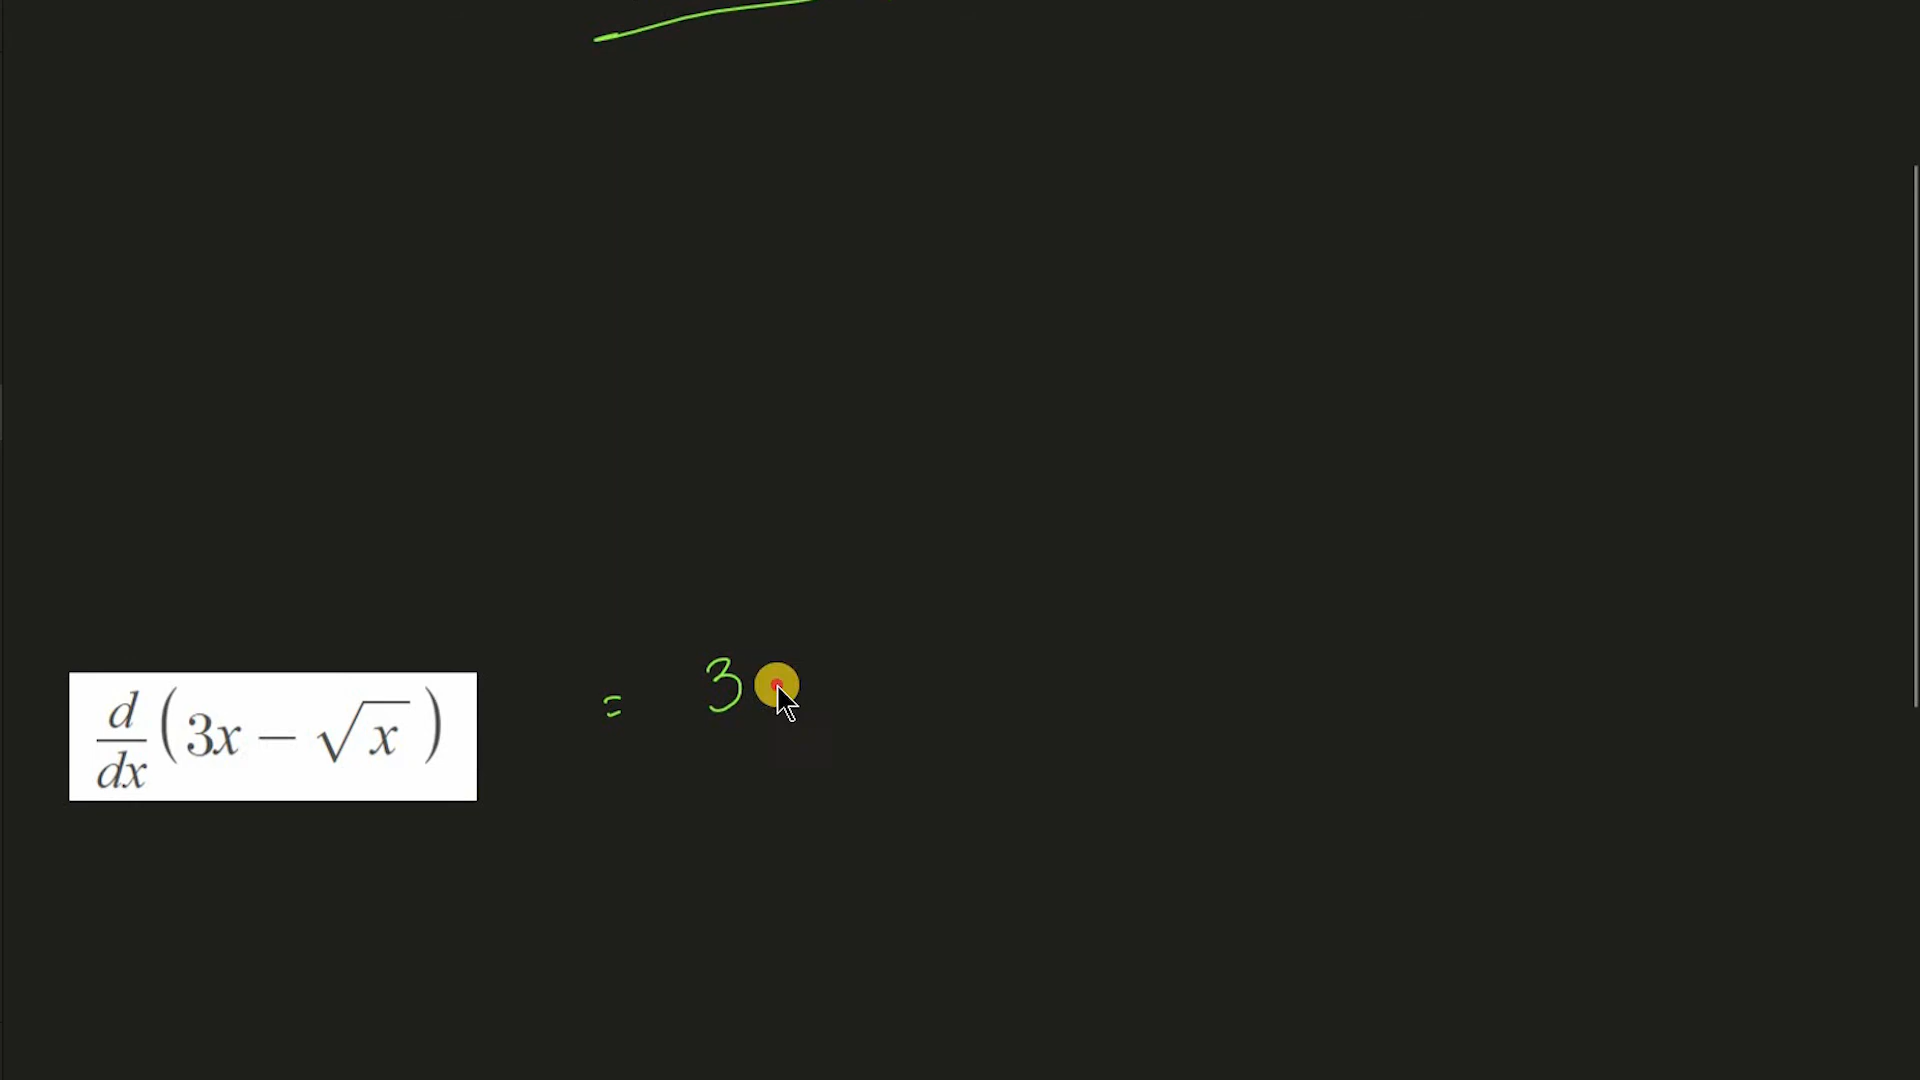 d/dx (3x − √x) = 3